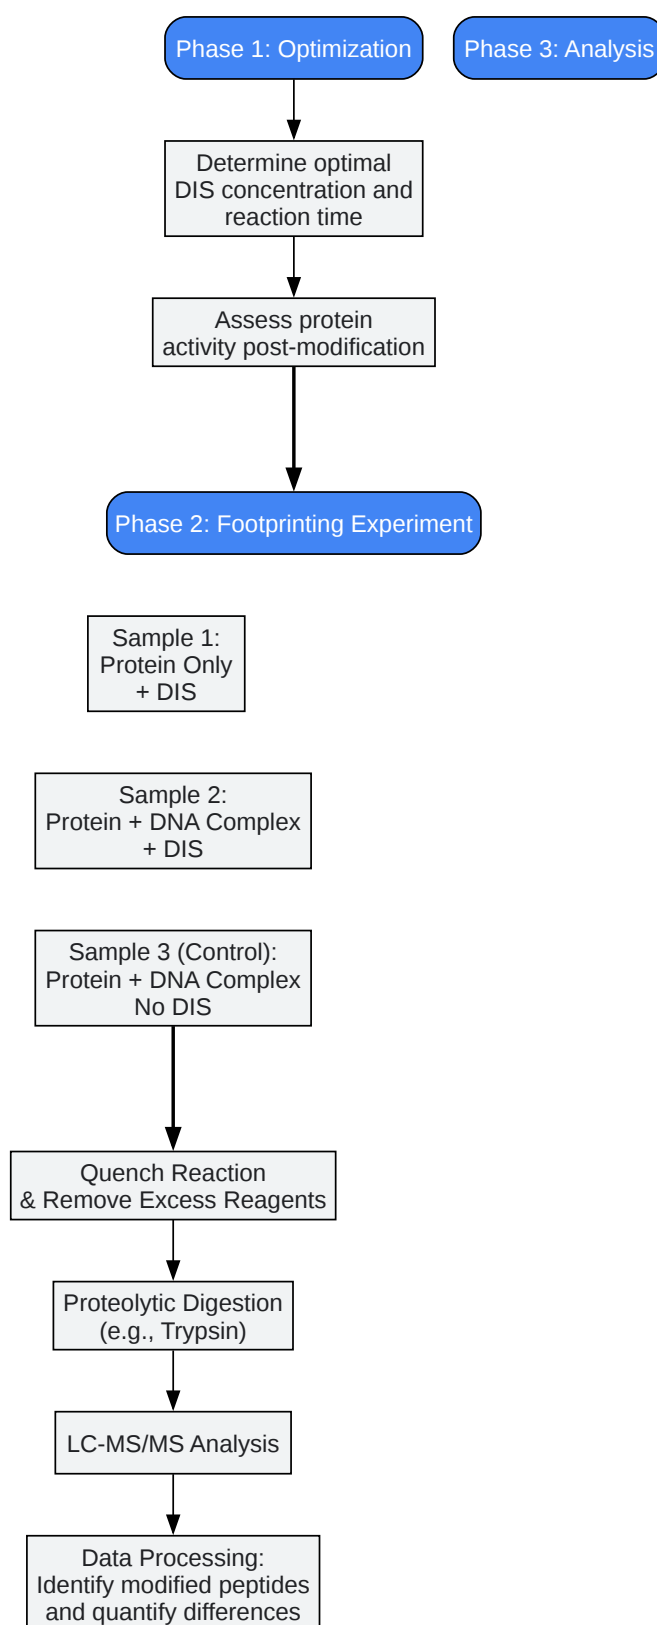 Phase 1: Optimization
Phase 3: Analysis
Determine optimal
DIS concentration and
reaction time
Assess protein
activity post-modification
Phase 2: Footprinting Experiment
Sample 1:
Protein Only
+ DIS
Sample 2:
Protein + DNA Complex
+ DIS
Sample 3 (Control):
Protein + DNA Complex
No DIS
Quench Reaction
& Remove Excess Reagents
Proteolytic Digestion
(e.g., Trypsin)
LC-MS/MS Analysis
Data Processing:
Identify modified peptides
and quantify differences